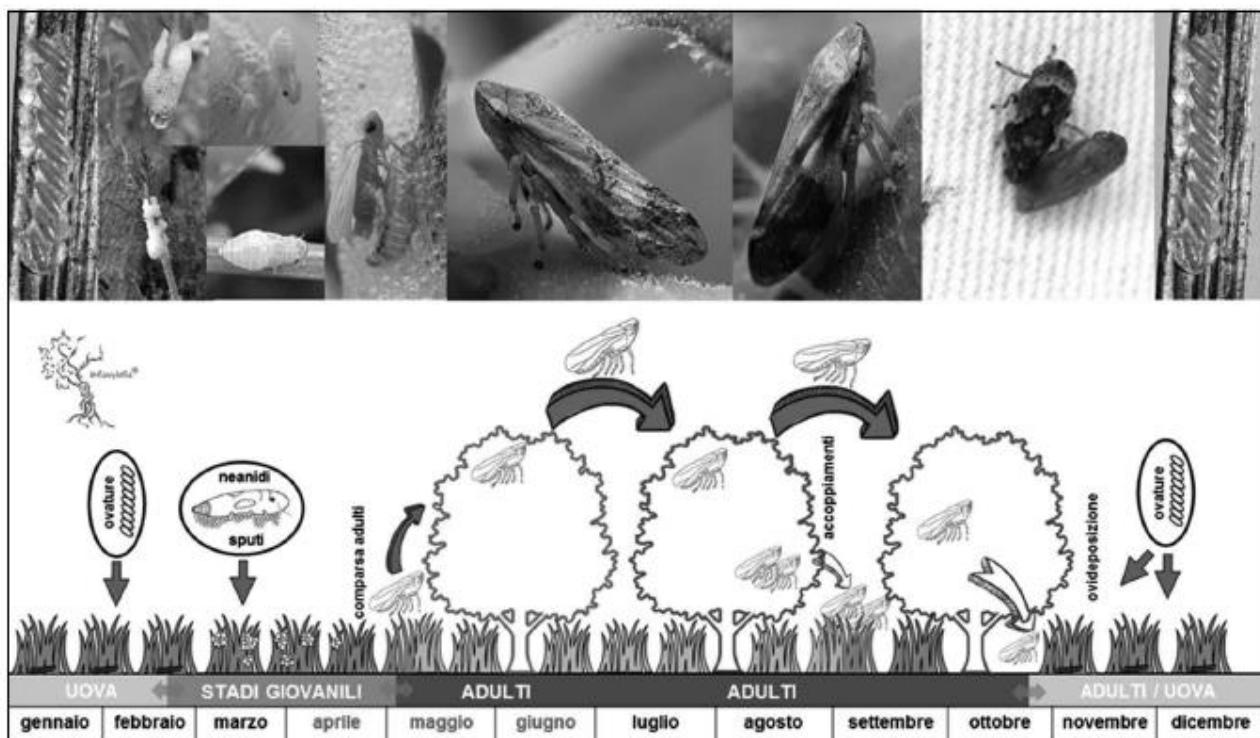 ovature
neanidi
sputi
comparsa adulti
accoppiamenti
ovideposizione
ovature
UOVA
STADI GIOVANILI
ADULTI
ADULTI
ADULTI / UOVA
gennaio
febbraio
marzo
aprile
maggio
giugno
luglio
agosto
settembre
ottobre
novembre
dicembre